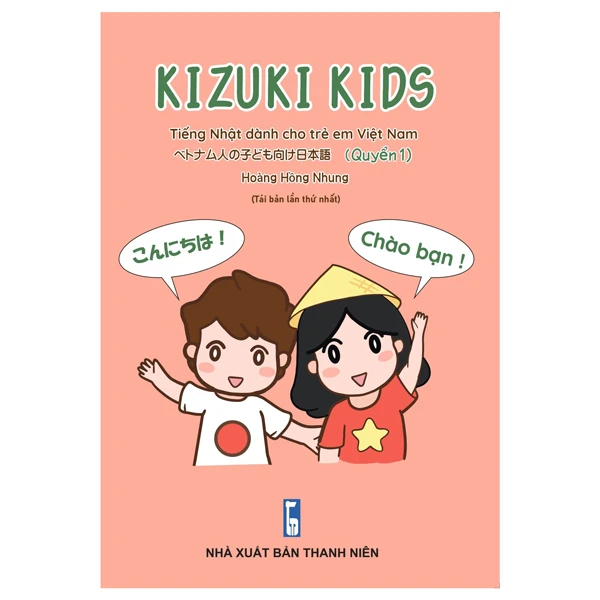 KIZUKI KIDS
Tiếng Nhật dành cho trẻ em Việt Nam
ベトナム人の子ども向け日本語 (Quyển 1)
Hoàng Hồng Nhung
(Tái bản lần thứ nhất)
こんにちは！
Chào bạn !
NHÀ XUẤT BẢN THANH NIÊN